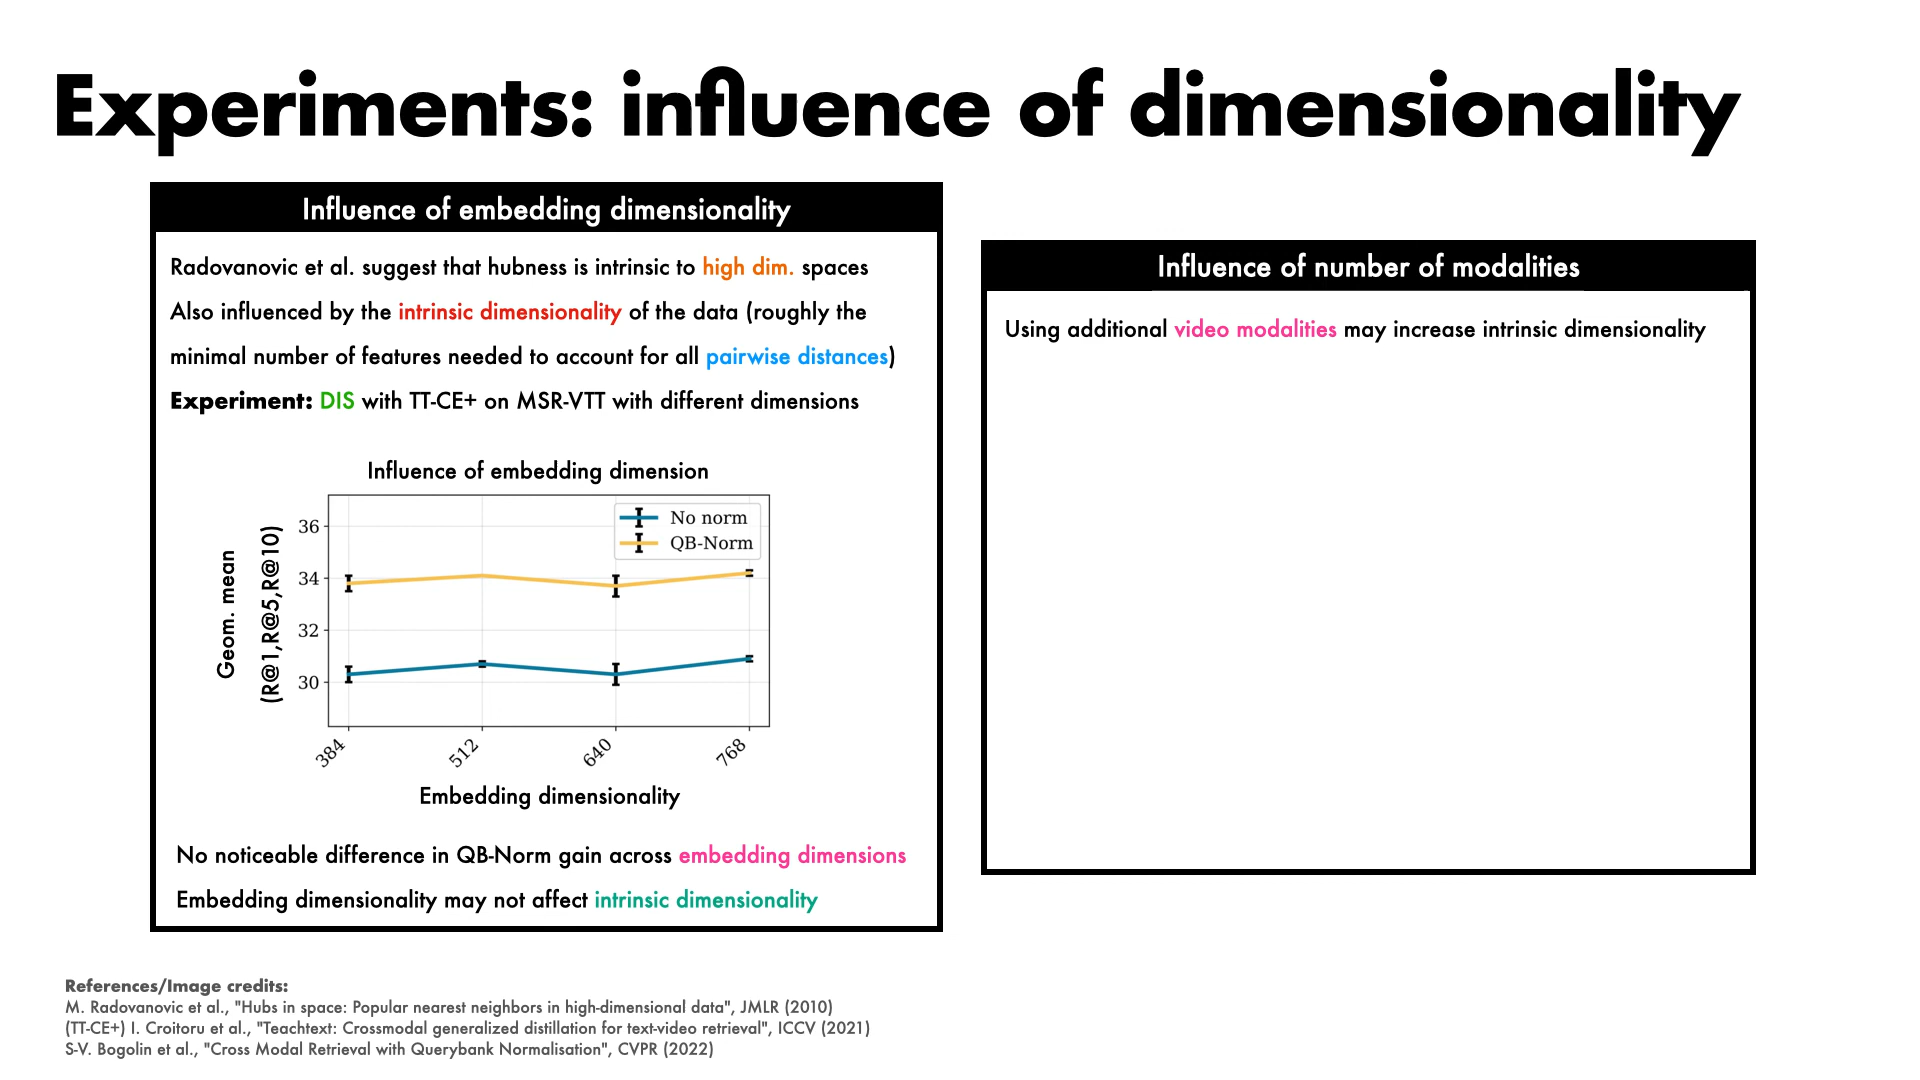 Experiments: influence of dimensionality
Influence of embedding dimensionality
Radovanovic et al. suggest that hubness is intrinsic to high dim. spaces
Also influenced by the intrinsic dimensionality of the data (roughly the
minimal number of features needed to account for all pairwise distances)
Experiment: DIS with TT-CE+ on MSR-VTT with different dimensions
Influence of embedding dimension
Geom. mean
(R@1,R@5,R@10)
36
34
32
30
No norm
QB-Norm
384
512
640
768
Embedding dimensionality
No noticeable difference in QB-Norm gain across embedding dimensions
Embedding dimensionality may not affect intrinsic dimensionality
Influence of number of modalities
Using additional video modalities may increase intrinsic dimensionality
References/Image credits:
M. Radovanovic et al., "Hubs in space: Popular nearest neighbors in high-dimensional data", JMLR (2010)
(TT-CE+) I. Croitoru et al., "Teachtext: Crossmodal generalized distillation for text-video retrieval", ICCV (2021)
S-V. Bogolin et al., "Cross Modal Retrieval with Querybank Normalisation", CVPR (2022)